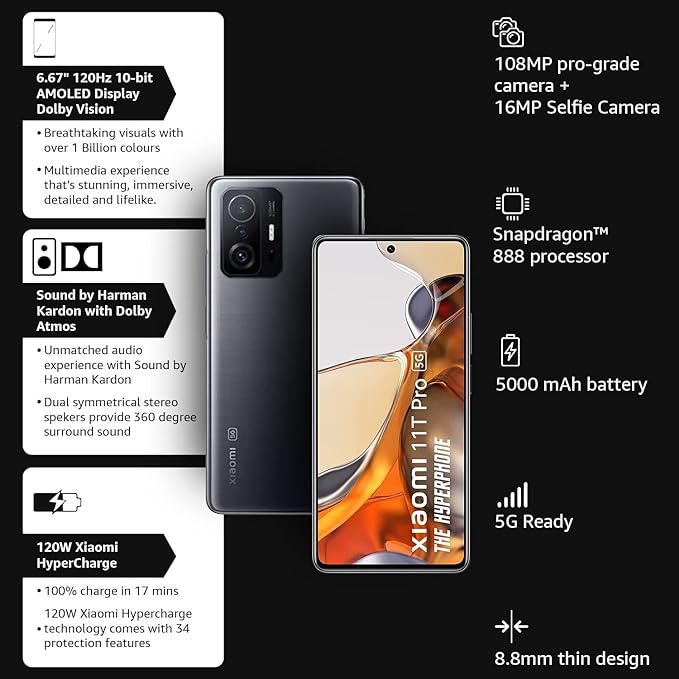 6.67" 120Hz 10-bit
AMOLED Display
Dolby Vision
• Breathtaking visuals with
over 1 Billion colours
• Multimedia experience
that's stunning, immersive,
detailed and lifelike.
Sound by Harman
Kardon with Dolby
Atmos
• Unmatched audio
experience with Sound by
Harman Kardon
• Dual symmetrical stereo
spekers provide 360 degree
surround sound
120W Xiaomi
HyperCharge
• 100% charge in 17 mins
120W Xiaomi Hypercharge
• technology comes with 34
protection features
xiaomi 5G
xiaomi 11T Pro 5G
THE HYPERPHONE
108MP pro-grade
camera +
16MP Selfie Camera
Snapdragon™
888 processor
5000 mAh battery
5G Ready
8.8mm thin design